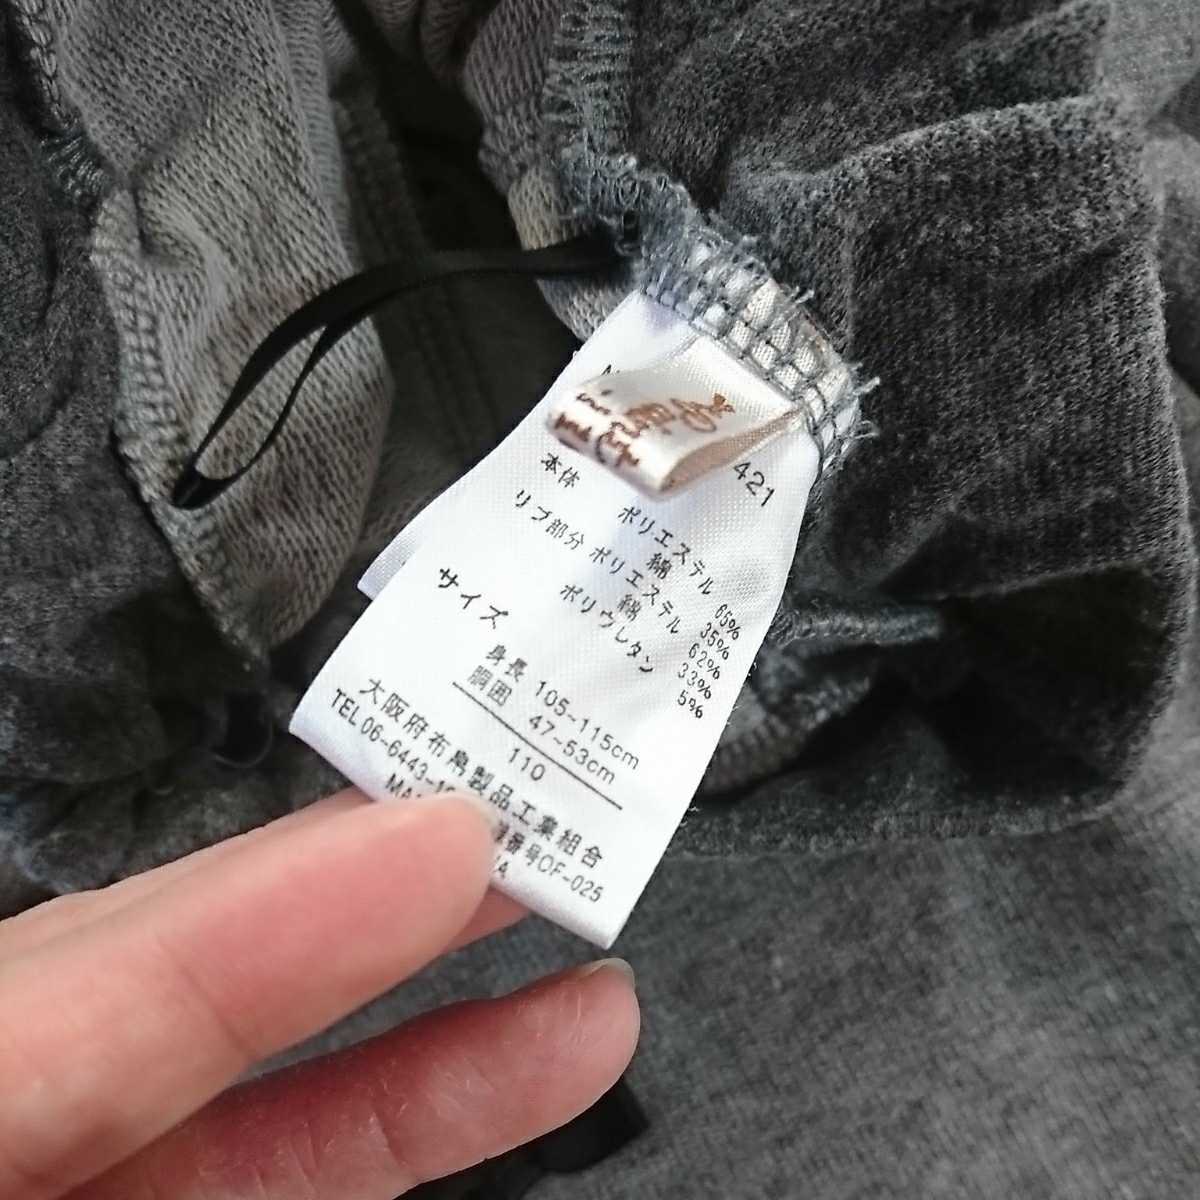 421
本体 ポリエステル 65%
綿 35%
リブ部分 ポリエステル 62%
綿 33%
ポリウレタン 5%
サイズ
身長 105~115cm
胴囲 47~53cm
110
大阪府布帛製品工業組合
TEL 06-6443-
番号OF-025